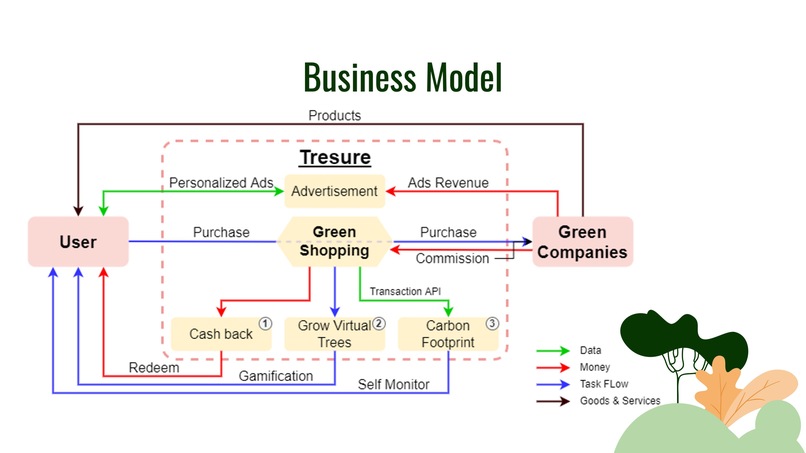 Business Model
Products
Tresure
Personalized Ads
Advertisement
Ads Revenue
User
Purchase
Green
Shopping
Purchase
Commission
Green
Companies
Transaction API
Cash back
1
Grow Virtual
Trees
2
Carbon
Footprint
3
Redeem
Gamification
Self Monitor
Data
Money
Task FLow
Goods & Services